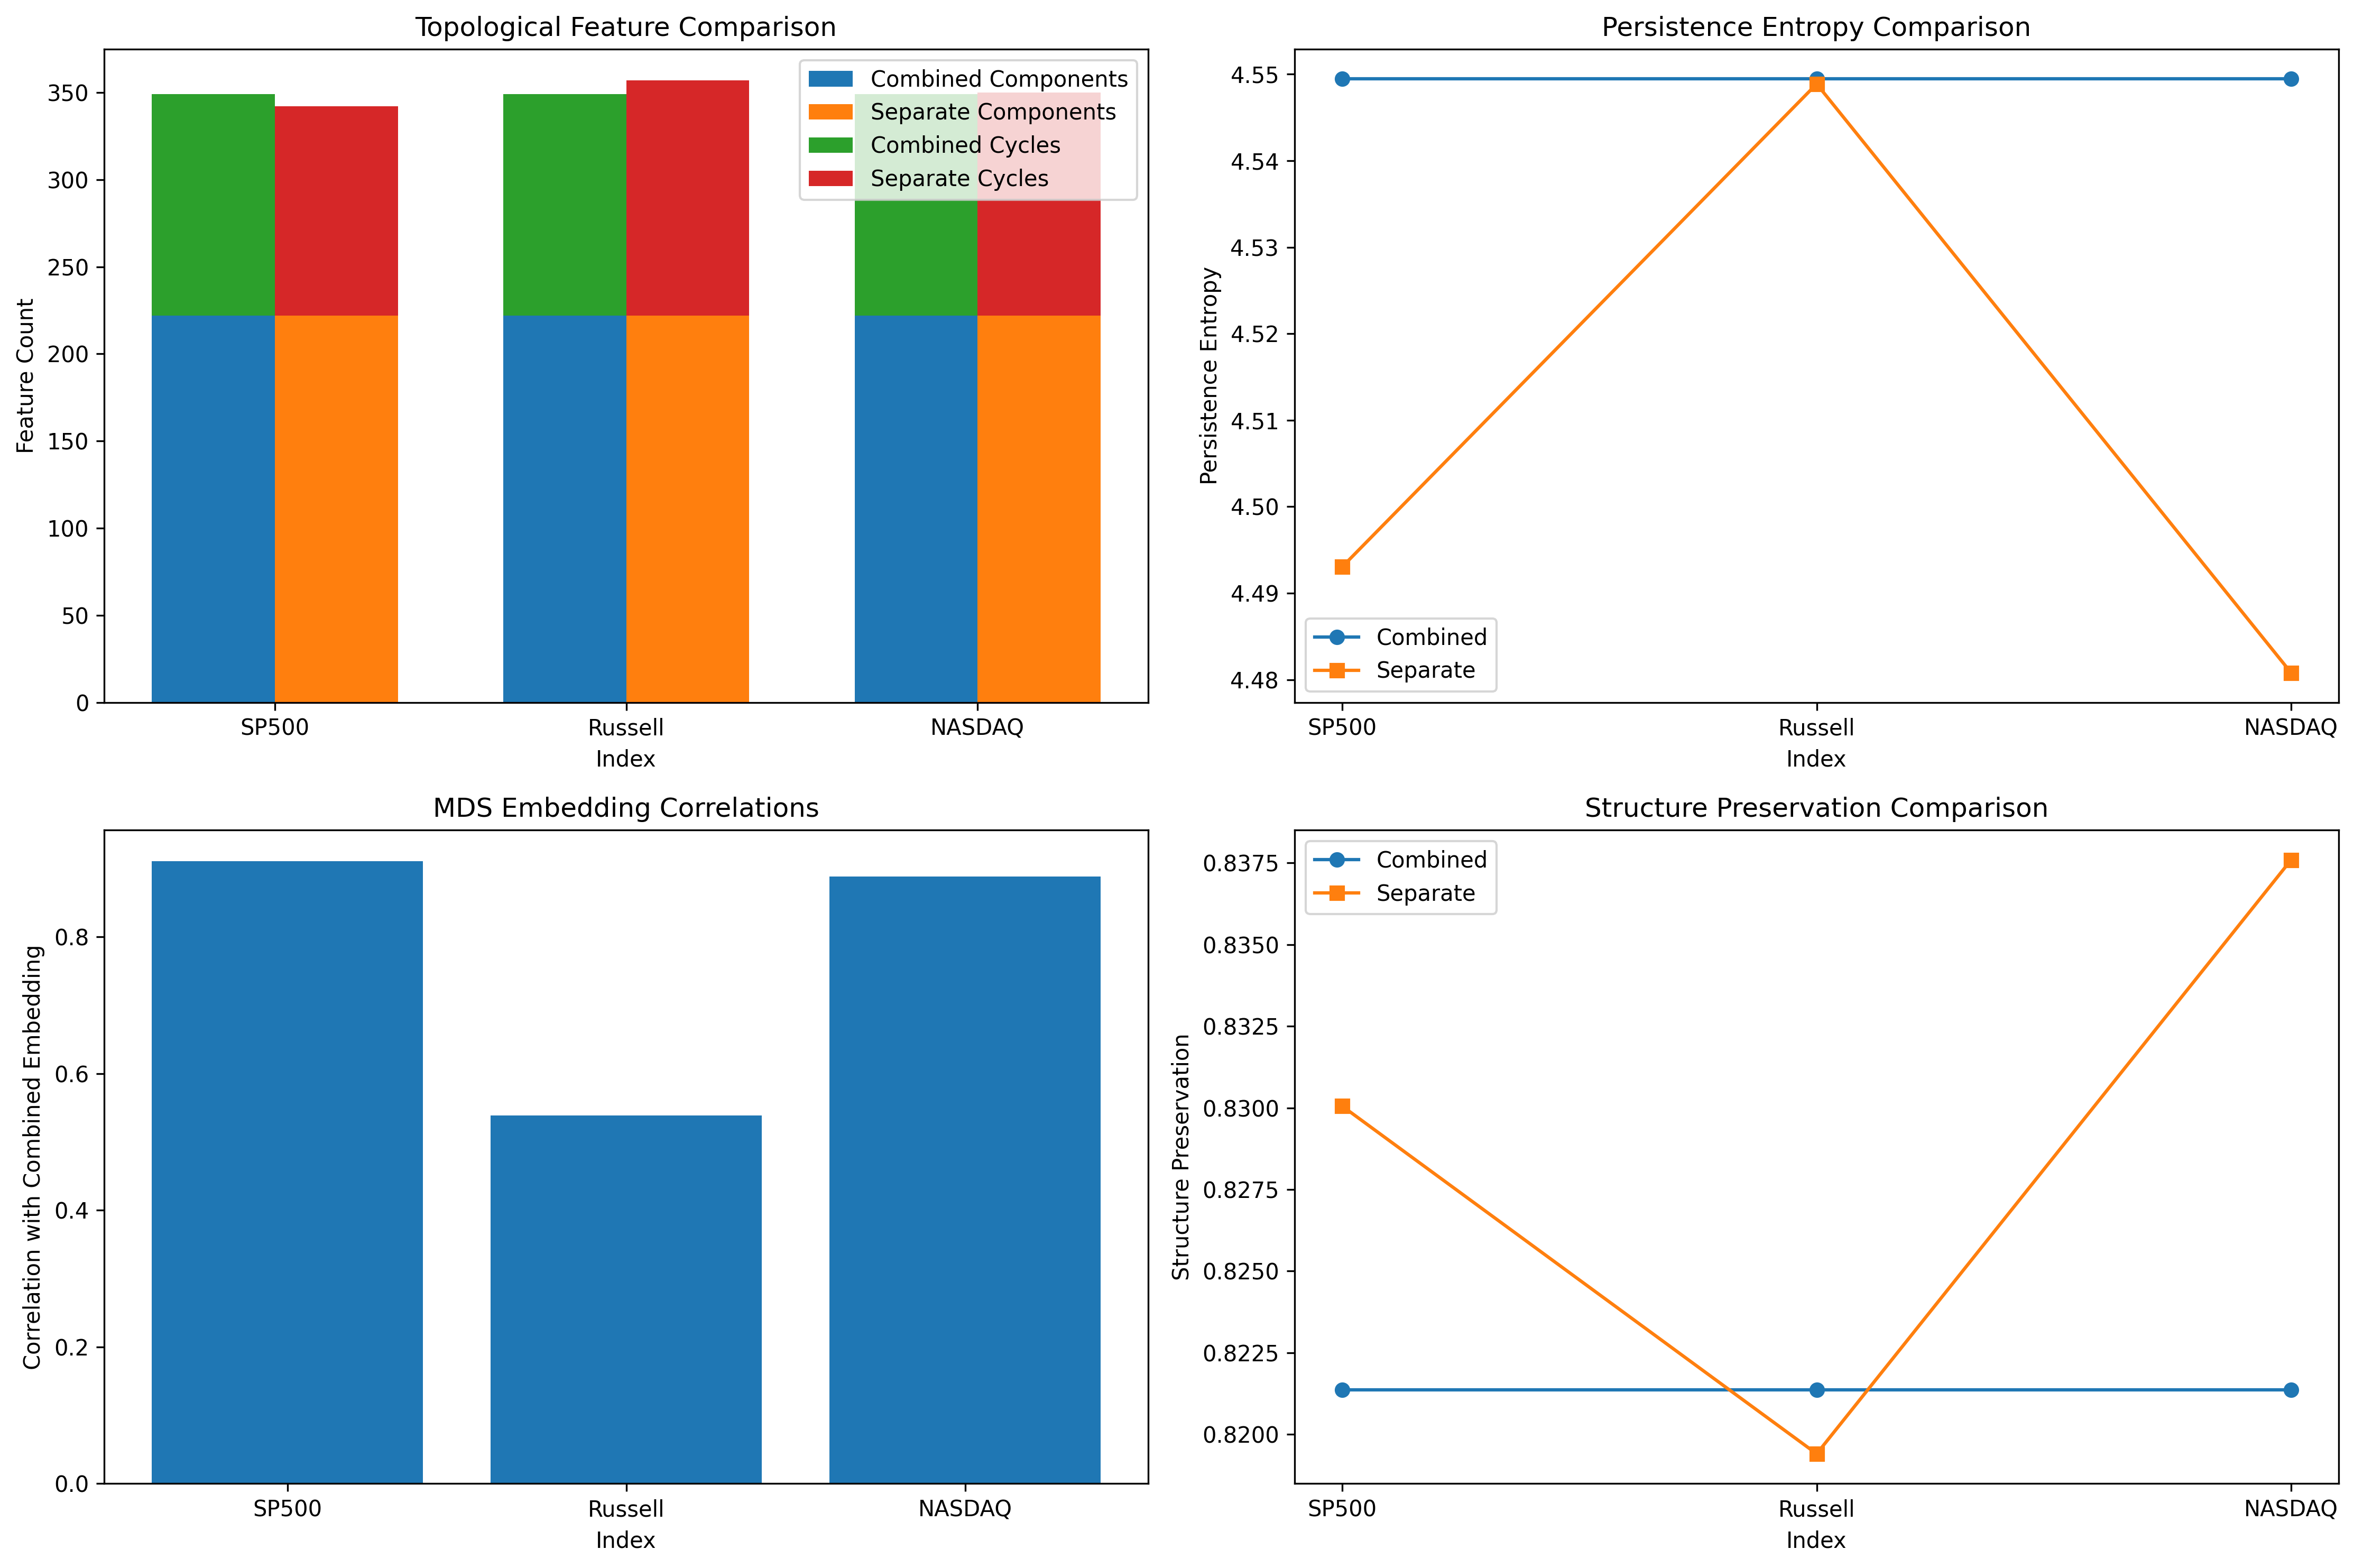 Topological Feature Comparison
Feature Count
350
300
250
200
150
100
50
0
Combined Components
Separate Components
Combined Cycles
Separate Cycles
SP500
Russell
NASDAQ
Index
Persistence Entropy Comparison
Persistence Entropy
4.55
4.54
4.53
4.52
4.51
4.50
4.49
4.48
Combined
Separate
SP500
Russell
NASDAQ
Index
MDS Embedding Correlations
Correlation with Combined Embedding
0.8
0.6
0.4
0.2
0.0
SP500
Russell
NASDAQ
Index
Structure Preservation Comparison
Structure Preservation
0.8375
0.8350
0.8325
0.8300
0.8275
0.8250
0.8225
0.8200
Combined
Separate
SP500
Russell
NASDAQ
Index